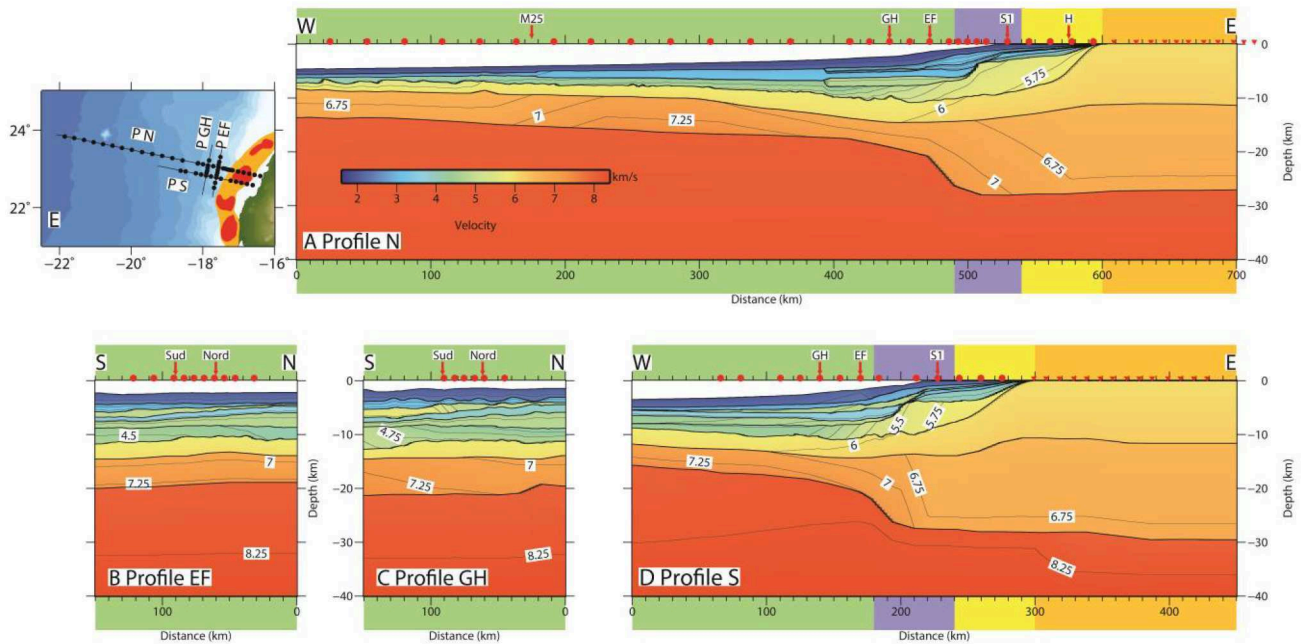 W M25 GH EF S1 H E
0
-10
-20
-30
-40
Depth (km)
6.75 7 7.25 6 5.75 6.75 7
km/s
2 3 4 5 6 7 8
Velocity
A Profile N
0 100 200 300 400 500 600 700
Distance (km)
24°
22°
P N
P GH
P EF
P S
E
−22° −20° −18° −16°
S Sud Nord N
4.5
7
7.25
8.25
B Profile EF
100 0
Distance (km)
Depth (km)
S Sud Nord N
0
-10
-20
-30
-40
4.75
7
7.25
8.25
C Profile GH
100 0
Distance (km)
W GH EF S1 E
0
-10
-20
-30
-40
Depth (km)
7.25 6 5.5 5.75 7 6.75 6.75 8.25
D Profile S
0 100 200 300 400
Distance (km)